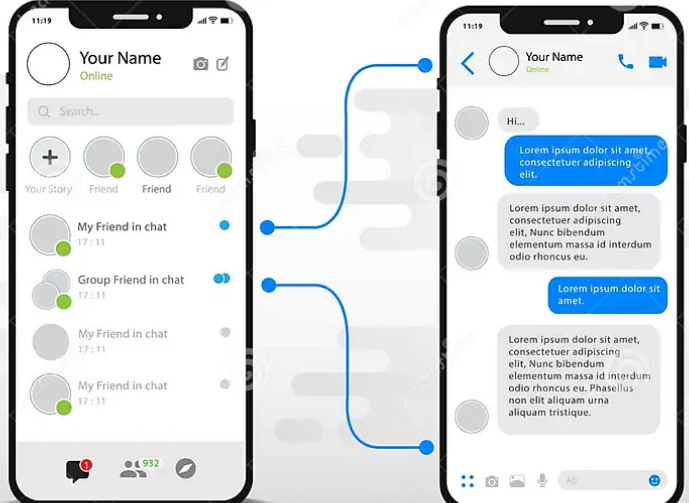 11:19
Your Name
Online
Search...
Your Story
Friend
Friend
Friend
My Friend in chat
17 : 11
Group Friend in chat
17 : 11
My Friend in chat
17 : 11
My Friend in chat
17 : 11
1
932
11:19
Your Name
Online
Hi...
Lorem ipsum dolor sit amet,
consectetuer adipiscing
elit.
Lorem ipsum dolor sit amet,
consectetuer adipiscing
elit, Nunc bibendum
elementum massa id interdum
odio rhoncus eu.
Lorem ipsum dolor sit
amet.
Lorem ipsum dolor sit amet,
consectetuer adipiscing
elit, Nunc bibendum
elementum massa id interdum
odio rhoncus eu. Phasellus
non elit aliquam urna
aliquam tristique.
Ab